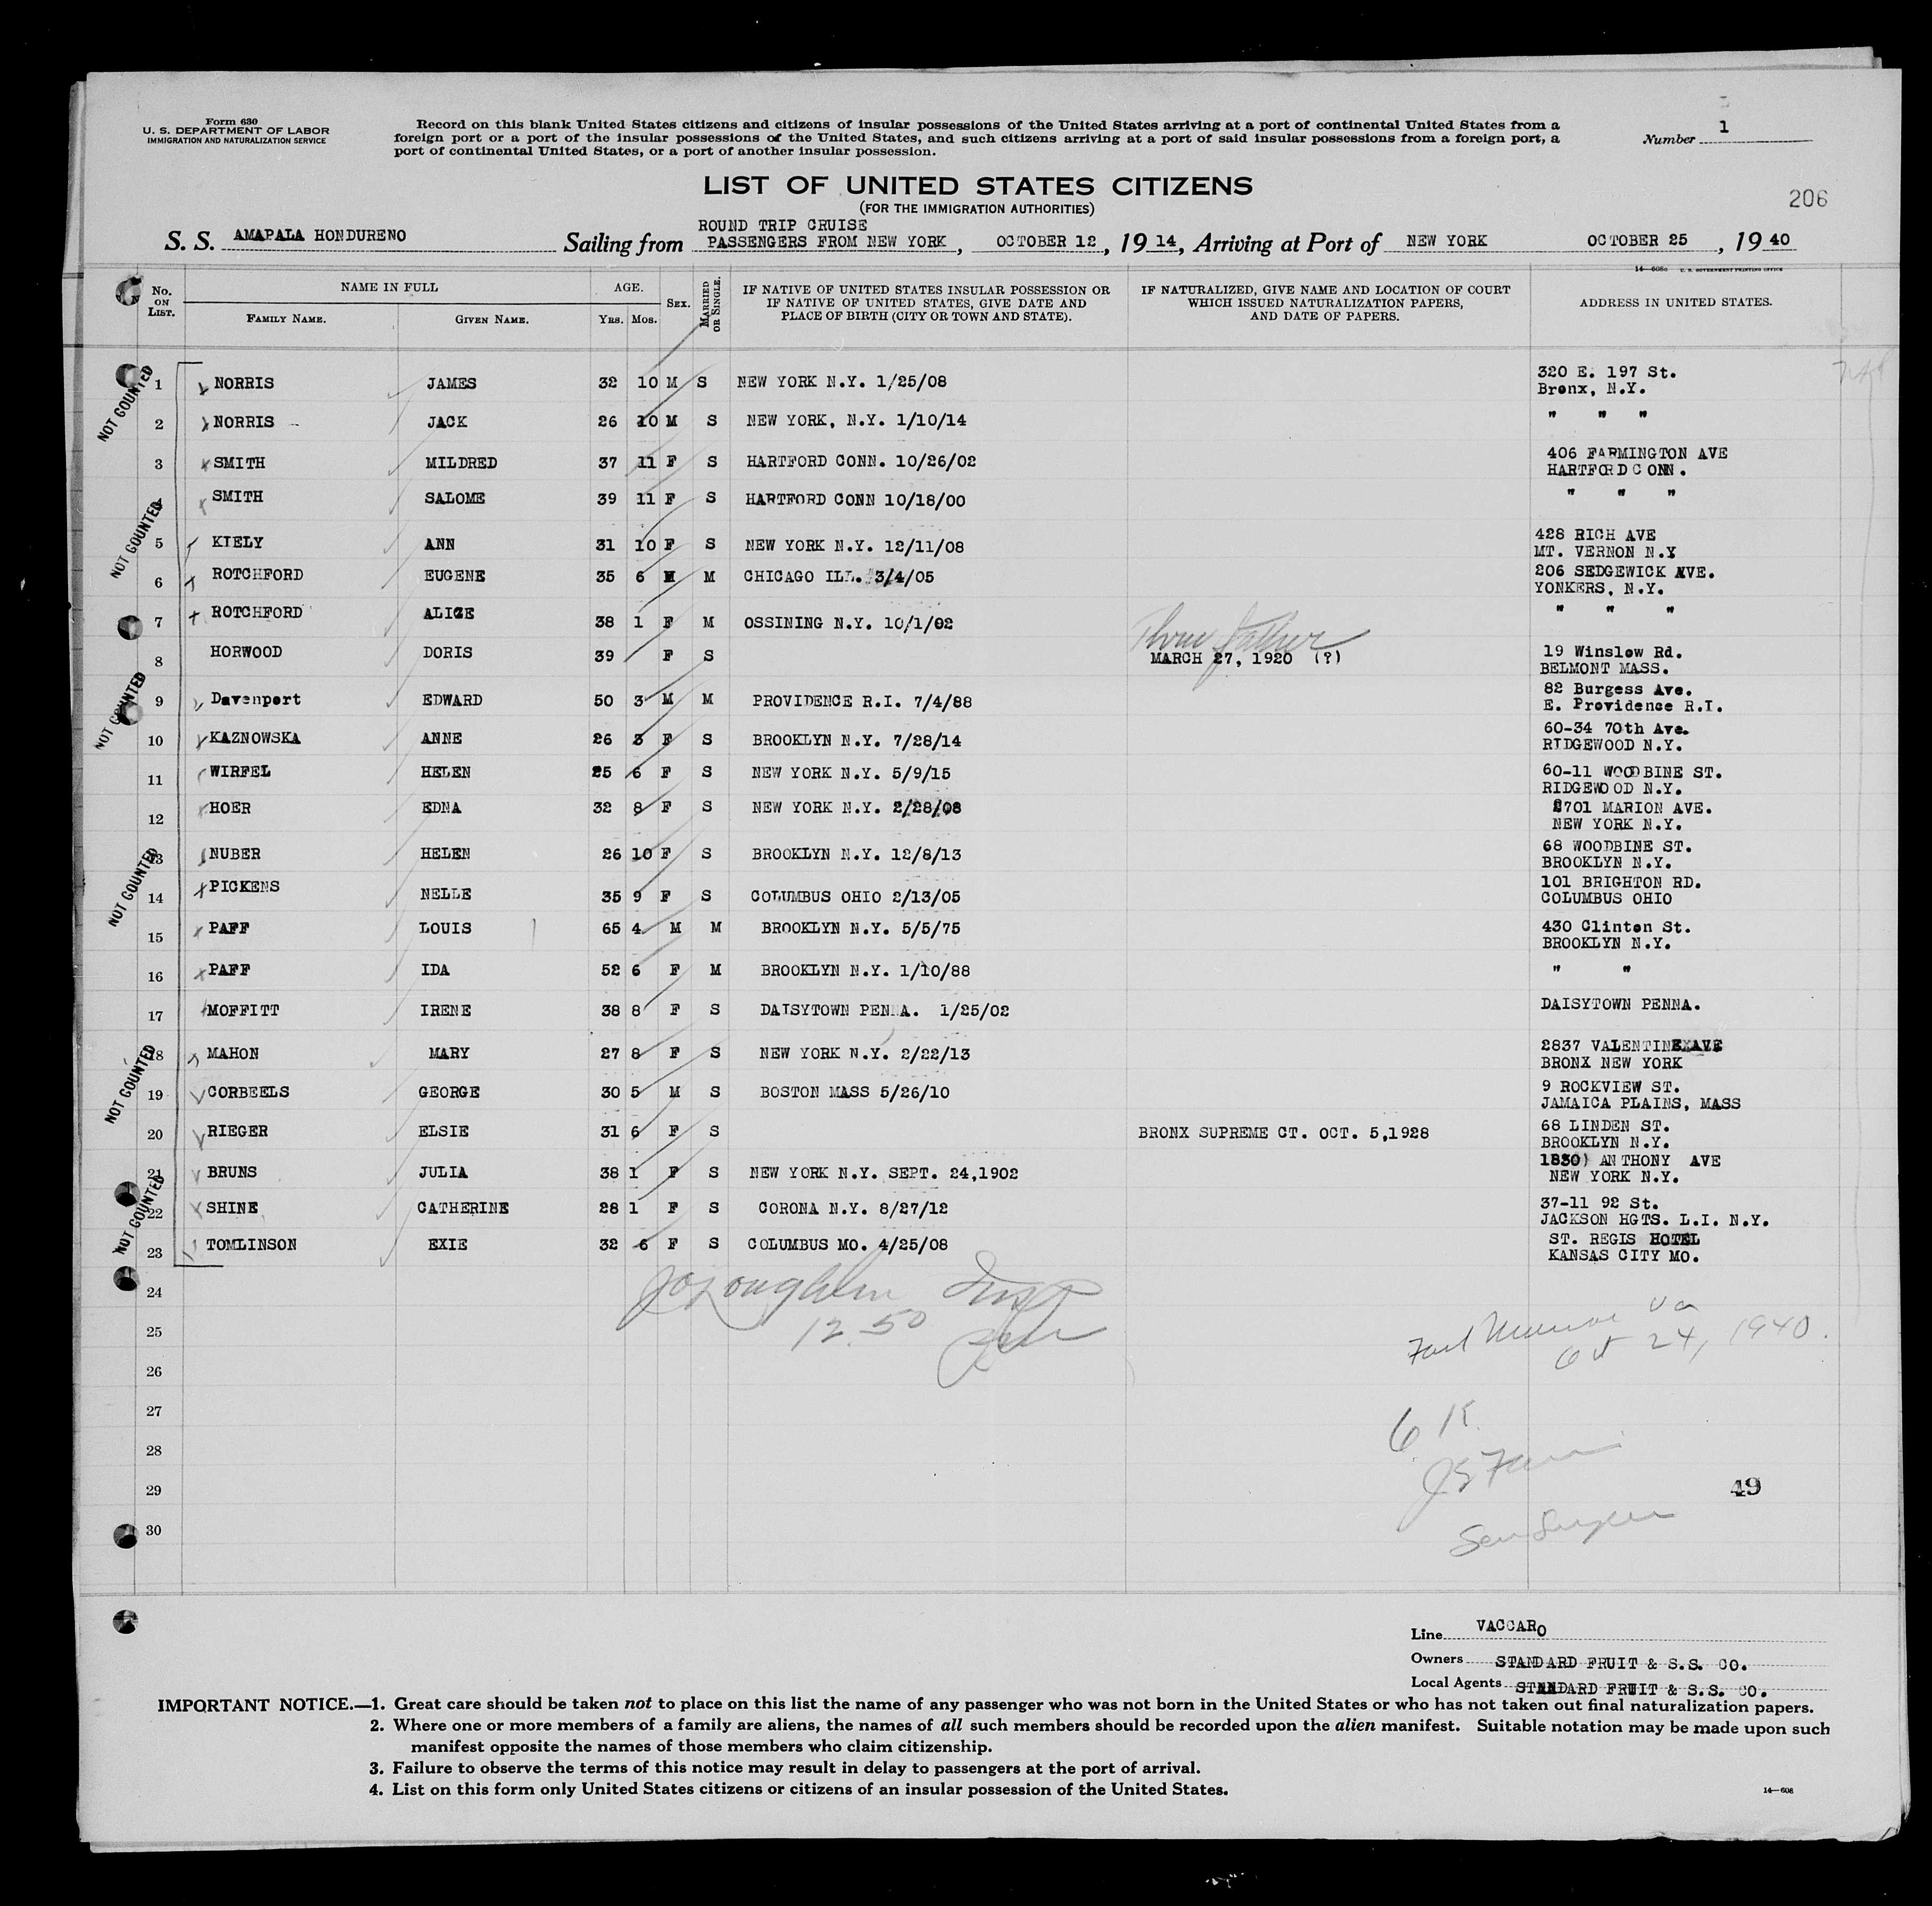 Form 630
U. S. DEPARTMENT OF LABOR
IMMIGRATION AND NATURALIZATION SERVICE
Record on this blank United States citizens and citizens of insular possessions of the United States arriving at a port of continental United States from a
foreign port or a port of the insular possessions of the United States, and such citizens arriving at a port of said insular possessions from a foreign port, a
port of continental United States, or a port of another insular possession.
Number 1
LIST OF UNITED STATES CITIZENS
(FOR THE IMMIGRATION AUTHORITIES)
206
ROUND TRIP CRUISE
S. S. AMAPALA HONDURENO Sailing from PASSENGERS FROM NEW YORK, OCTOBER 12, 19 14, Arriving at Port of NEW YORK OCTOBER 25, 19 40
14—608c U. S. GOVERNMENT PRINTING OFFICE
No. ON LIST. NAME IN FULL FAMILY NAME. GIVEN NAME. AGE. YRS. MOS. SEX. MARRIED OR SINGLE. IF NATIVE OF UNITED STATES INSULAR POSSESSION OR IF NATIVE OF UNITED STATES, GIVE DATE AND PLACE OF BIRTH (CITY OR TOWN AND STATE). IF NATURALIZED, GIVE NAME AND LOCATION OF COURT WHICH ISSUED NATURALIZATION PAPERS, AND DATE OF PAPERS. ADDRESS IN UNITED STATES.
NOT COUNTED
1 NORRIS JAMES 32 10 M S NEW YORK N.Y. 1/25/08 320 E. 197 St.
Bronx, N.Y.
2 NORRIS JACK 26 10 M S NEW YORK, N.Y. 1/10/14 " " "
3 SMITH MILDRED 37 11 F S HARTFORD CONN. 10/26/02 406 FARMINGTON AVE
HARTFORD CONN.
4 SMITH SALOME 39 11 F S HARTFORD CONN 10/18/00 " " "
NOT COUNTED
5 KIELY ANN 31 10 F S NEW YORK N.Y. 12/11/08 428 RICH AVE
MT. VERNON N.Y
6 ROTCHFORD EUGENE 35 6 M M CHICAGO ILL. 3/4/05 206 SEDGEWICK AVE.
YONKERS, N.Y.
7 ROTCHFORD ALICE 38 1 F M OSSINING N.Y. 10/1/02 " " "
father
8 HORWOOD DORIS 39 F S MARCH 27, 1920 (?) 19 Winslow Rd.
BELMONT MASS.
NOT COUNTED
9 Davenport EDWARD 50 3 M M PROVIDENCE R.I. 7/4/88 82 Burgess Ave.
E. Providence R.I.
10 KAZNOWSKA ANNE 26 3 F S BROOKLYN N.Y. 7/28/14 60-34 70th Ave.
RIDGEWOOD N.Y.
11 WIRFEL HELEN 25 6 F S NEW YORK N.Y. 5/9/15 60-11 WOODBINE ST.
RIDGEWOOD N.Y.
12 HOER EDNA 32 8 F S NEW YORK N.Y. 2/28/08 2701 MARION AVE.
NEW YORK N.Y.
13 NUBER HELEN 26 10 F S BROOKLYN N.Y. 12/8/13 68 WOODBINE ST.
BROOKLYN N.Y.
NOT COUNTED
14 PICKENS NELLE 35 9 F S COLUMBUS OHIO 2/13/05 101 BRIGHTON RD.
COLUMBUS OHIO
15 PAFF LOUIS 65 4 M M BROOKLYN N.Y. 5/5/75 430 Clinton St.
BROOKLYN N.Y.
16 PAFF IDA 52 6 F M BROOKLYN N.Y. 1/10/88 " "
17 MOFFITT IRENE 38 8 F S DAISYTOWN PENNA. 1/25/02 DAISYTOWN PENNA.
18 MAHON MARY 27 8 F S NEW YORK N.Y. 2/22/13 2837 VALENTINE AVE
BRONX NEW YORK
NOT COUNTED
19 CORBEELS GEORGE 30 5 M S BOSTON MASS 5/26/10 9 ROCKVIEW ST.
JAMAICA PLAINS, MASS
20 RIEGER ELSIE 31 6 F S BRONX SUPREME CT. OCT. 5,1928 68 LINDEN ST.
BROOKLYN N.Y.
21 BRUNS JULIA 38 1 F S NEW YORK N.Y. SEPT. 24,1902 1830) ANTHONY AVE
NEW YORK N.Y.
NOT COUNTED
22 SHINE CATHERINE 28 1 F S CORONA N.Y. 8/27/12 37-11 92 St.
JACKSON HGTS. L.I. N.Y.
23 TOMLINSON EXIE 32 6 F S COLUMBUS MO. 4/25/08 ST. REGIS HOTEL
KANSAS CITY MO.
24
25 12.50 Va
Oct 24, 1940.
26
27
28
29 49
30
Line VACCARO
Owners STANDARD FRUIT & S.S. CO.
Local Agents STANDARD FRUIT & S.S. CO.
IMPORTANT NOTICE.—1. Great care should be taken not to place on this list the name of any passenger who was not born in the United States or who has not taken out final naturalization papers.
2. Where one or more members of a family are aliens, the names of all such members should be recorded upon the alien manifest. Suitable notation may be made upon such
manifest opposite the names of those members who claim citizenship.
3. Failure to observe the terms of this notice may result in delay to passengers at the port of arrival.
4. List on this form only United States citizens or citizens of an insular possession of the United States.
14—608